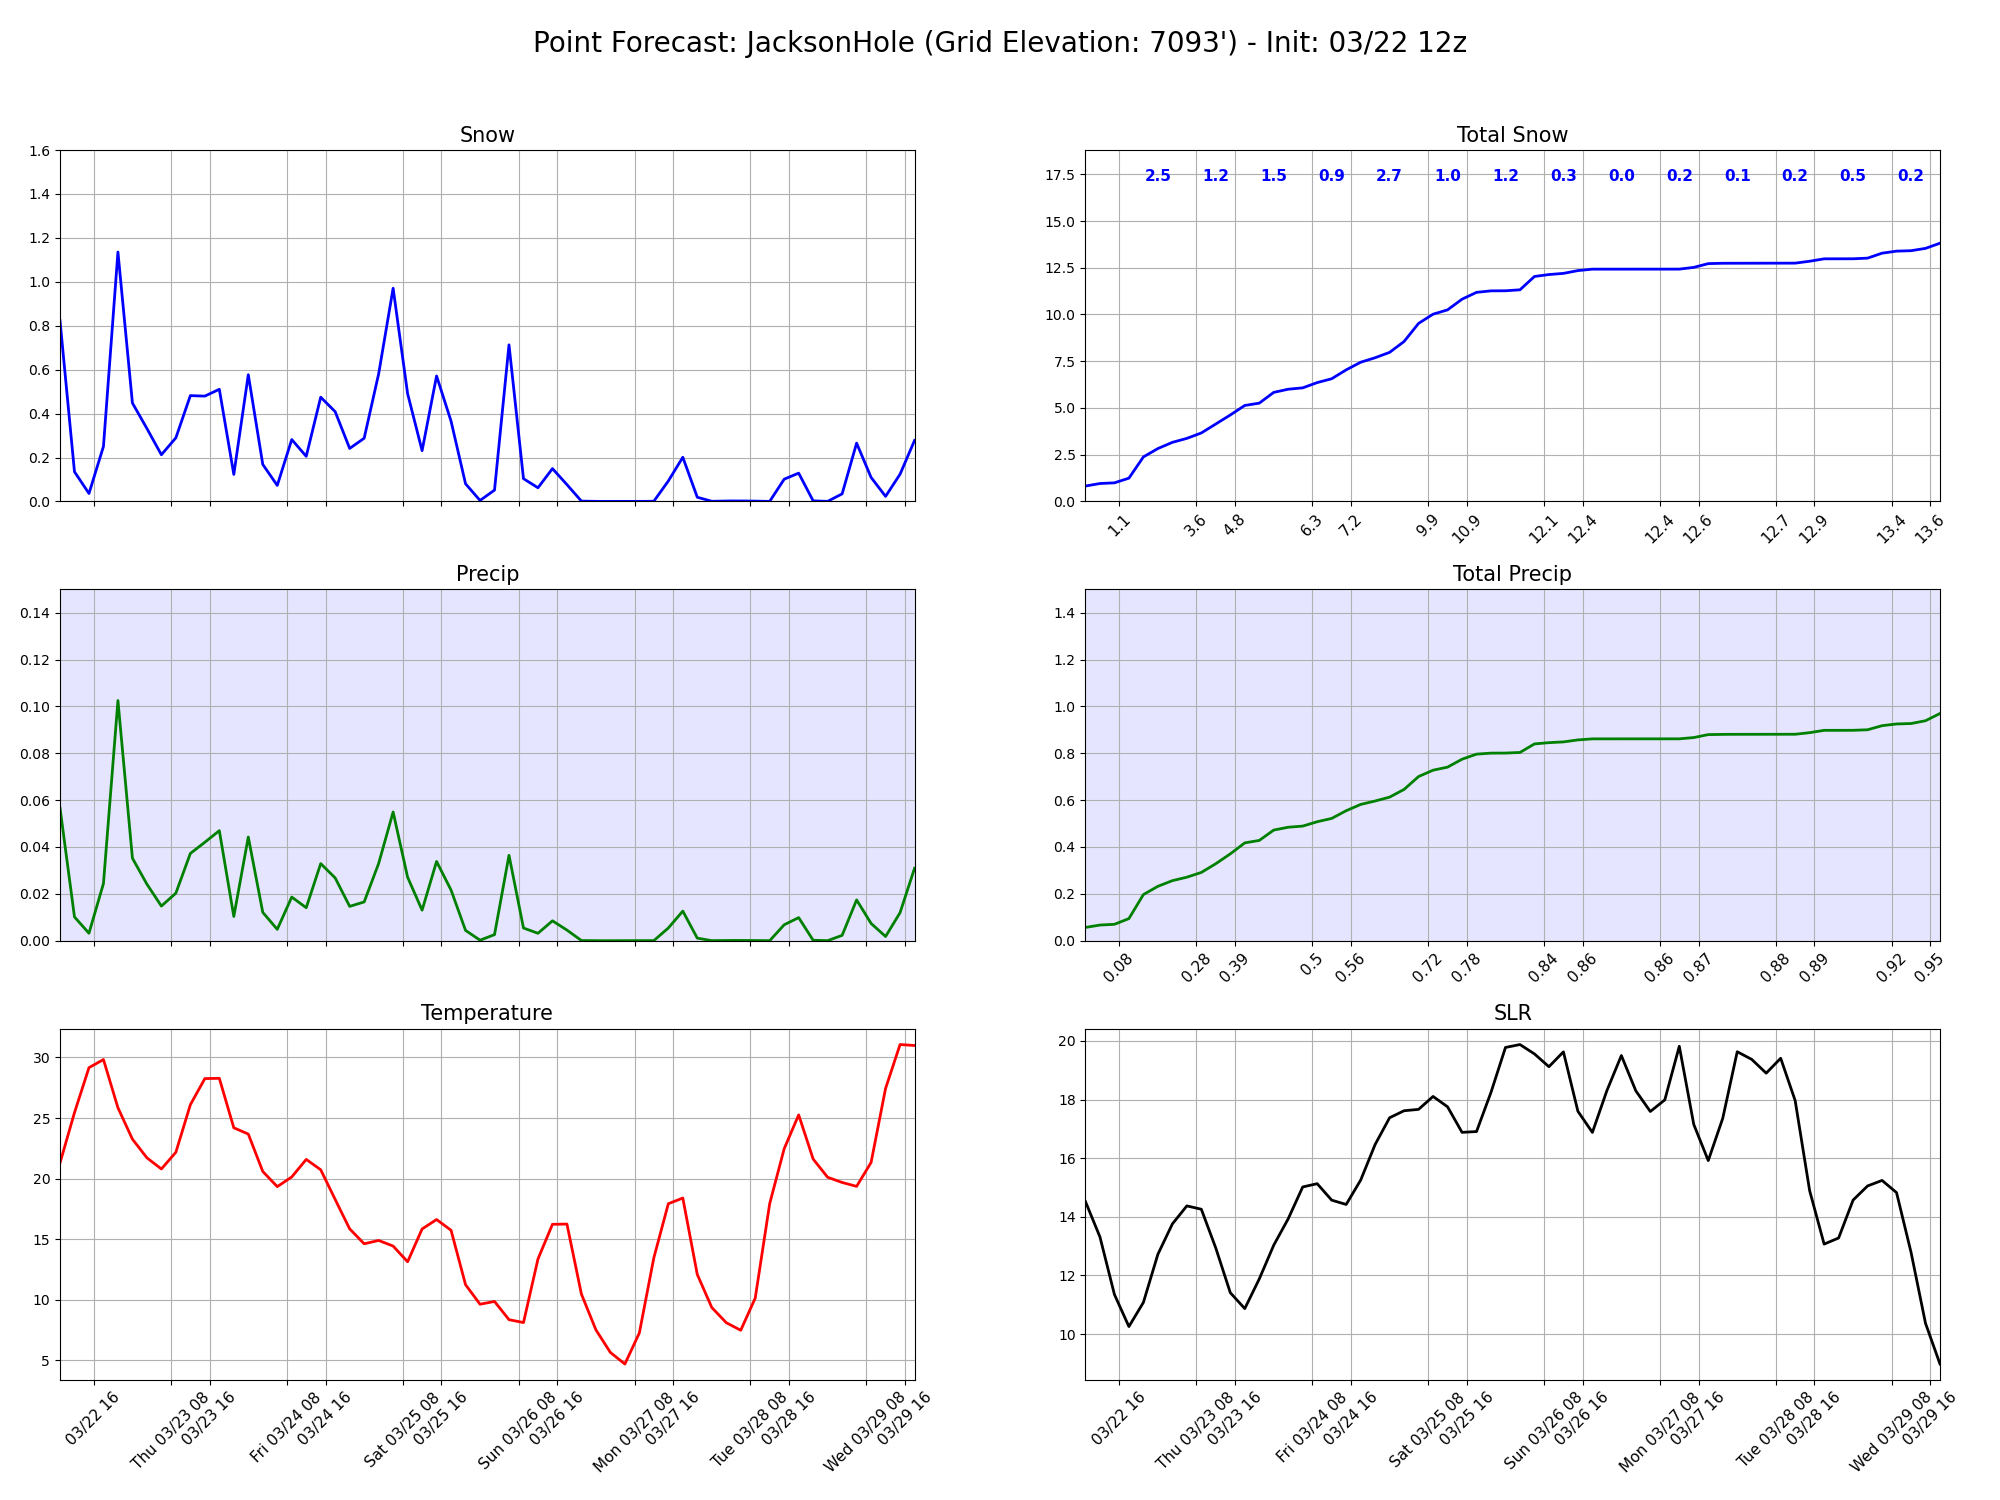 Point Forecast: JacksonHole (Grid Elevation: 7093') - Init: 03/22 12z
Snow
1.6
1.4
1.2
1.0
0.8
0.6
0.4
0.2
0.0
Total Snow
17.5
15.0
12.5
10.0
7.5
5.0
2.5
0.0
2.5 1.2 1.5 0.9 2.7 1.0 1.2 0.3 0.0 0.2 0.1 0.2 0.5 0.2
1.1 3.6 4.8 6.3 7.2 9.9 10.9 12.1 12.4 12.4 12.6 12.7 12.9 13.4 13.6
Precip
0.14
0.12
0.10
0.08
0.06
0.04
0.02
0.00
Total Precip
1.4
1.2
1.0
0.8
0.6
0.4
0.2
0.0
0.08 0.28 0.39 0.5 0.56 0.72 0.78 0.84 0.86 0.86 0.87 0.88 0.89 0.92 0.95
Temperature
30
25
20
15
10
5
03/22 16
Thu 03/23 08
03/23 16
Fri 03/24 08
03/24 16
Sat 03/25 08
03/25 16
Sun 03/26 08
03/26 16
Mon 03/27 08
03/27 16
Tue 03/28 08
03/28 16
Wed 03/29 08
03/29 16
SLR
20
18
16
14
12
10
03/22 16
Thu 03/23 08
03/23 16
Fri 03/24 08
03/24 16
Sat 03/25 08
03/25 16
Sun 03/26 08
03/26 16
Mon 03/27 08
03/27 16
Tue 03/28 08
03/28 16
Wed 03/29 08
03/29 16